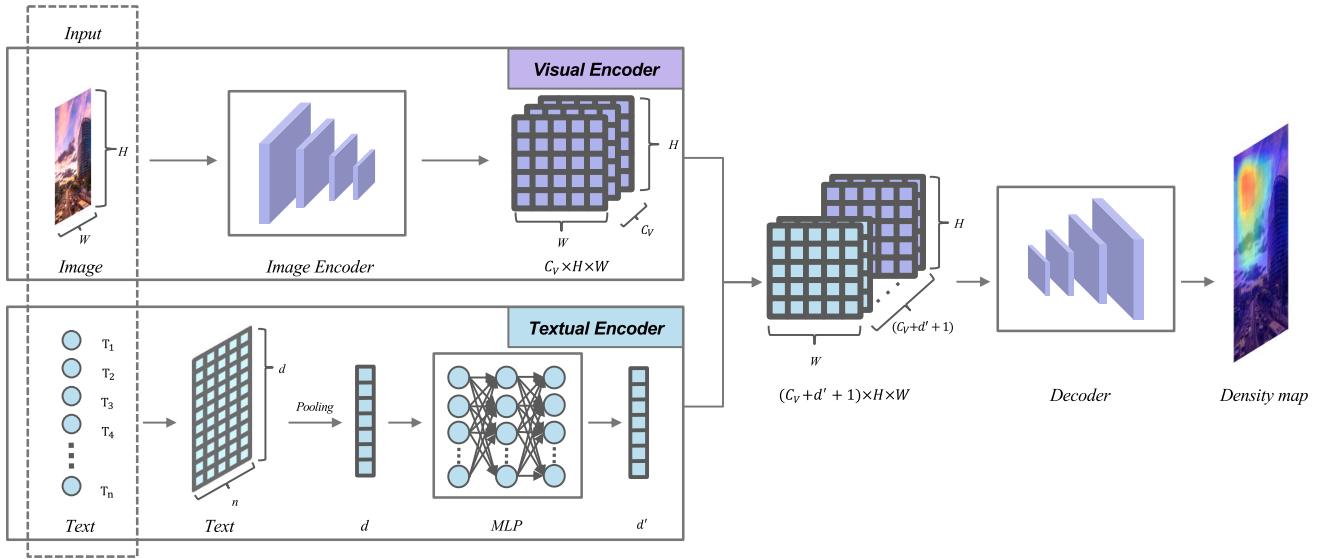 Input
Visual Encoder
H
W
Image
Image Encoder
H
W
C_V
C_V×H×W
Textual Encoder
T₁
T₂
T₃
T₄
Tₙ
Text
d
n
Text
Pooling
d
MLP
d′
H
W
(C_V+d′+1)
(C_V+d′ + 1)×H×W
Decoder
Density map